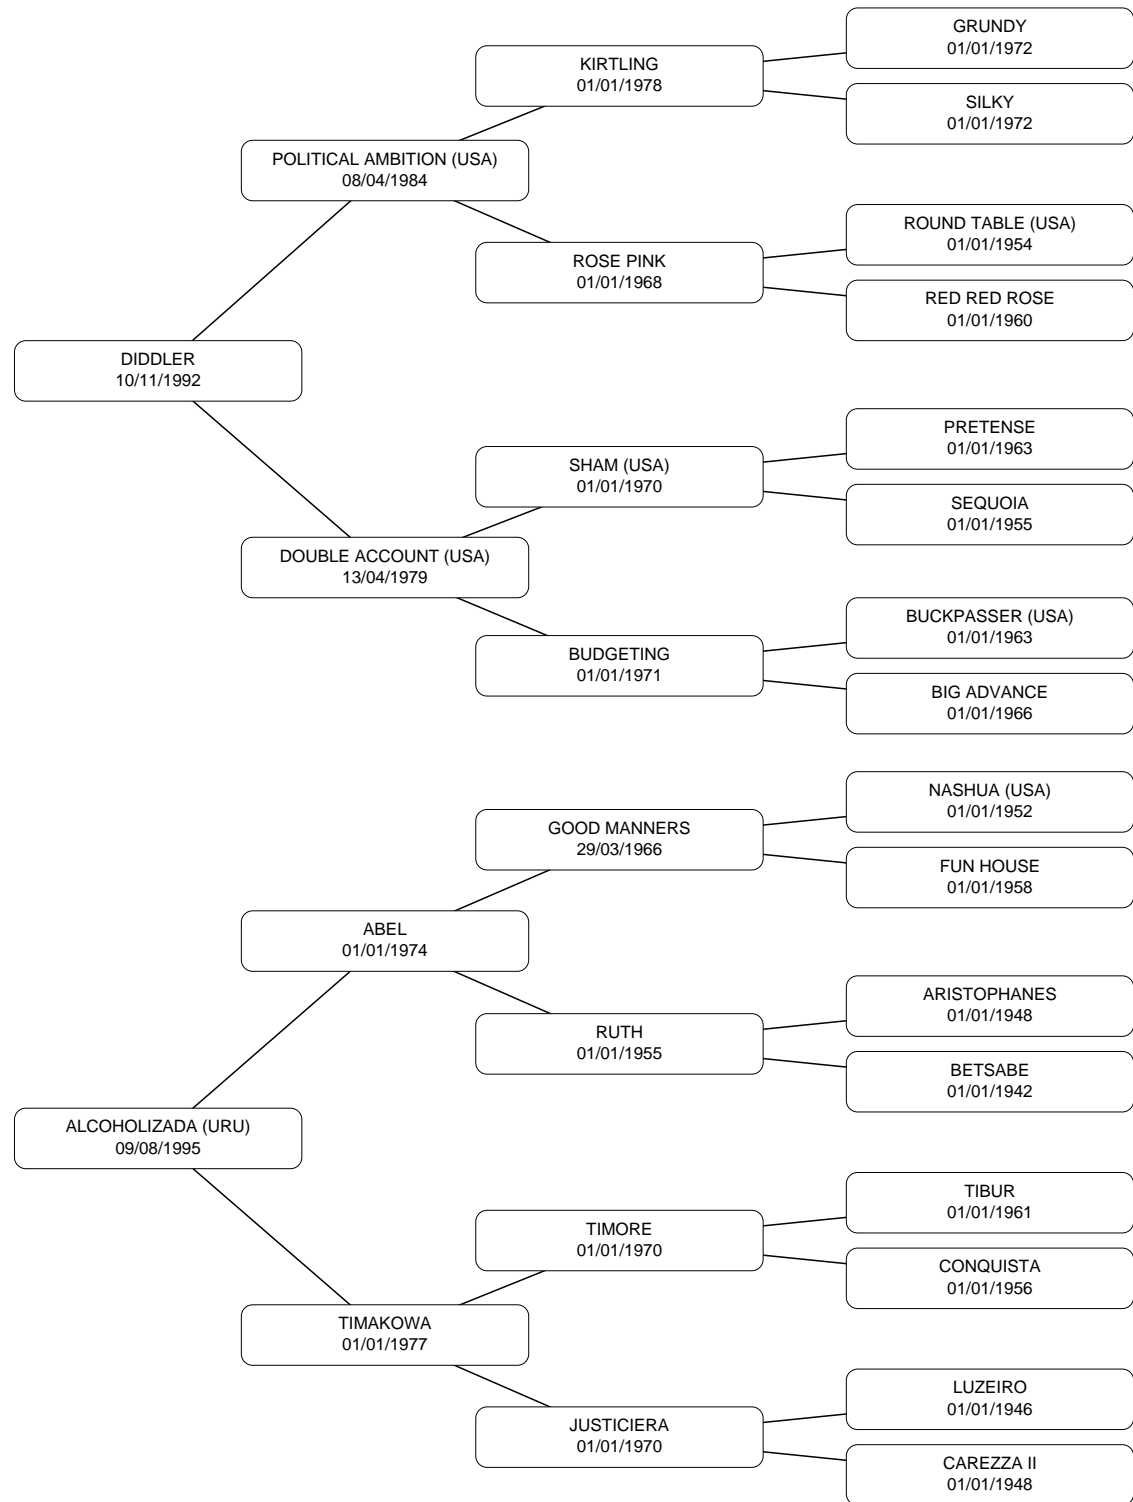 GRUNDY
01/01/1972
KIRTLING
01/01/1978
SILKY
01/01/1972
POLITICAL AMBITION (USA)
08/04/1984
ROUND TABLE (USA)
01/01/1954
ROSE PINK
01/01/1968
RED RED ROSE
01/01/1960
DIDDLER
10/11/1992
PRETENSE
01/01/1963
SHAM (USA)
01/01/1970
SEQUOIA
01/01/1955
DOUBLE ACCOUNT (USA)
13/04/1979
BUCKPASSER (USA)
01/01/1963
BUDGETING
01/01/1971
BIG ADVANCE
01/01/1966
NASHUA (USA)
01/01/1952
GOOD MANNERS
29/03/1966
FUN HOUSE
01/01/1958
ABEL
01/01/1974
ARISTOPHANES
01/01/1948
RUTH
01/01/1955
BETSABE
01/01/1942
ALCOHOLIZADA (URU)
09/08/1995
TIBUR
01/01/1961
TIMORE
01/01/1970
CONQUISTA
01/01/1956
TIMAKOWA
01/01/1977
LUZEIRO
01/01/1946
JUSTICIERA
01/01/1970
CAREZZA II
01/01/1948